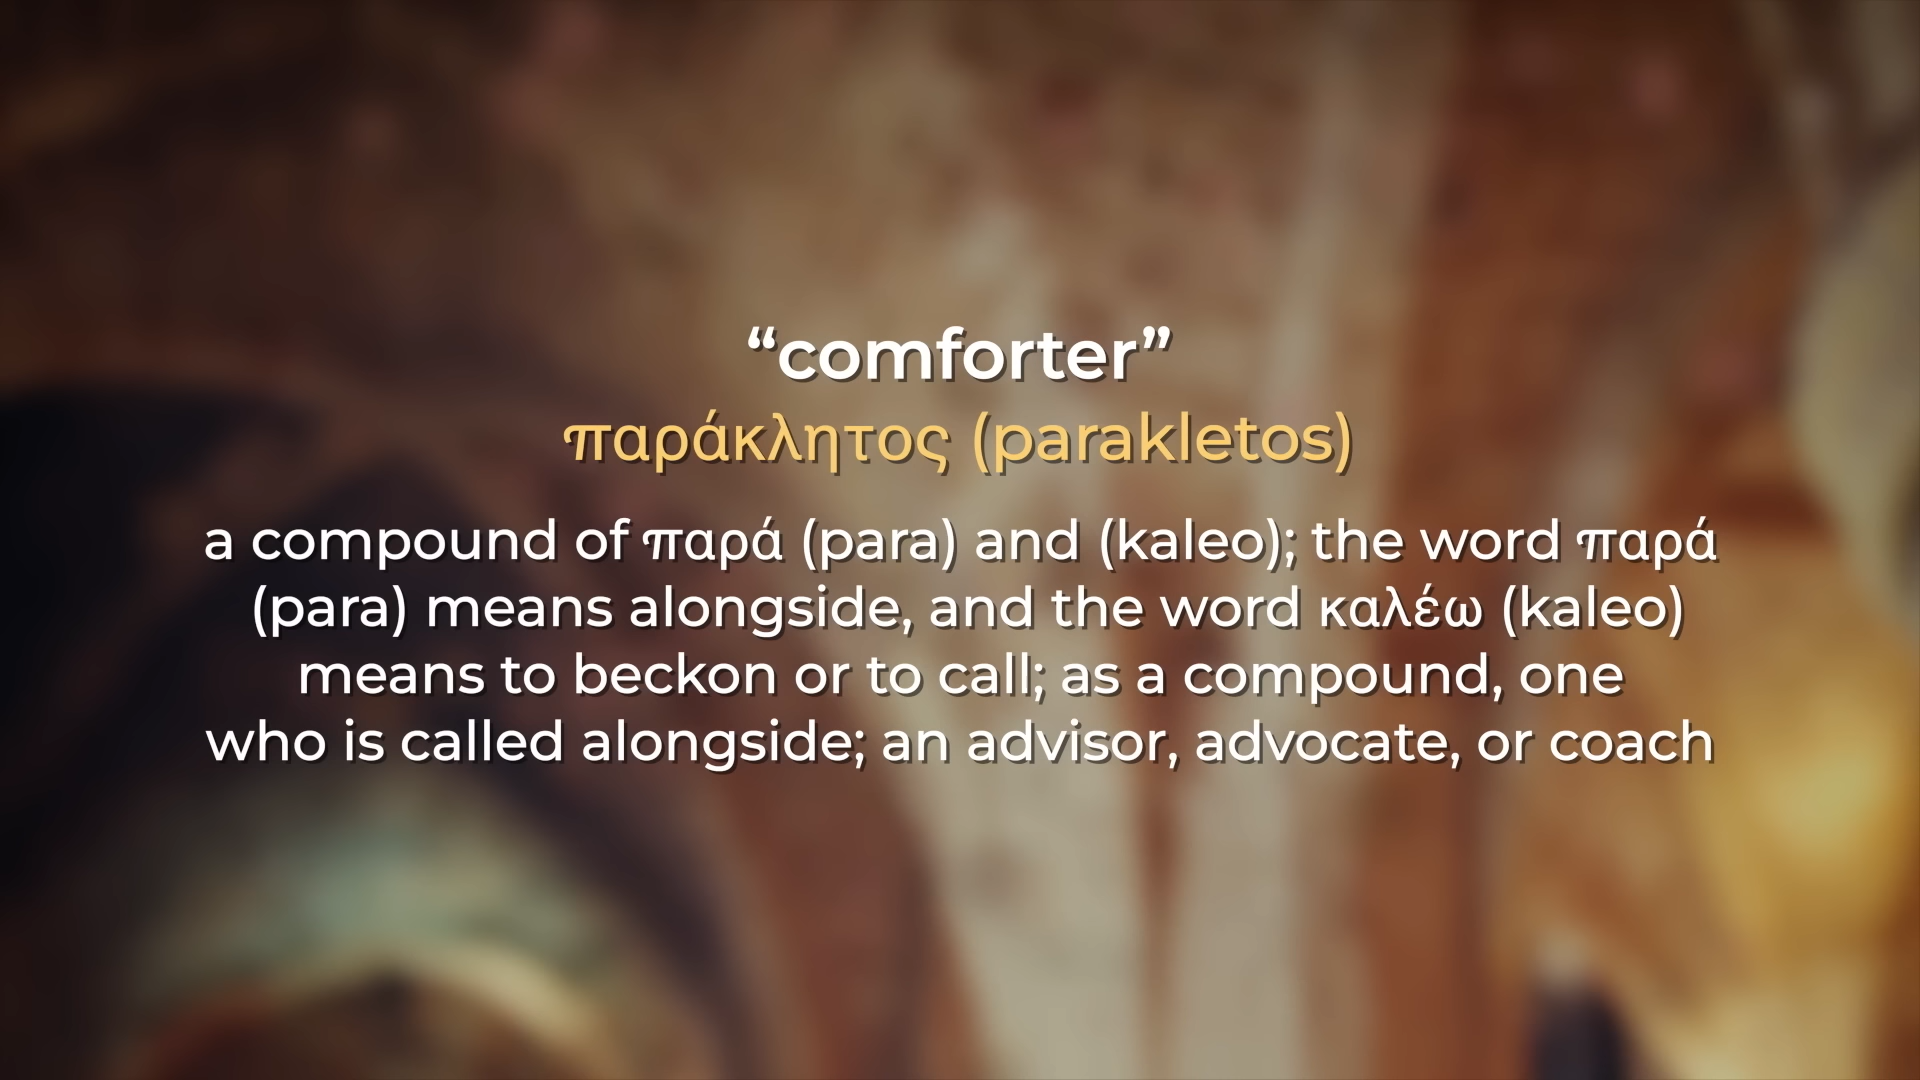 “comforter”
παράκλητος (parakletos)
a compound of παρά (para) and (kaleo); the word παρά
(para) means alongside, and the word καλέω (kaleo)
means to beckon or to call; as a compound, one
who is called alongside; an advisor, advocate, or coach